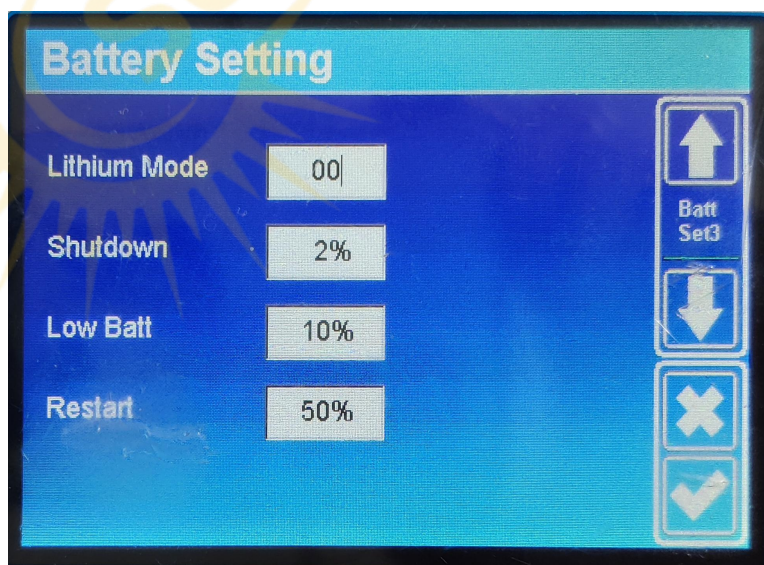 Battery Setting
Lithium Mode 00
Shutdown 2%
Low Batt 10%
Restart 50%
Batt
Set3